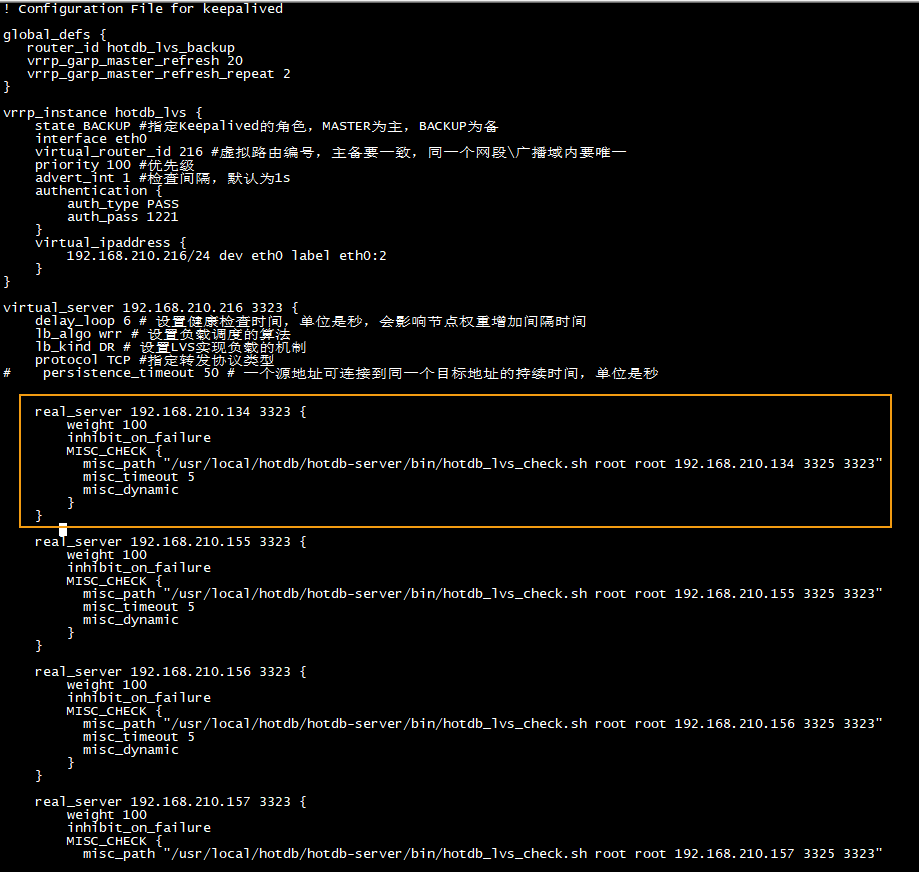 ! Configuration File for keepalived
global_defs {
router_id hotdb_lvs_backup
vrrp_garp_master_refresh 20
vrrp_garp_master_refresh_repeat 2
}
vrrp_instance hotdb_lvs {
state BACKUP #指定Keepalived的角色，MASTER为主，BACKUP为备
interface eth0
virtual_router_id 216 #虚拟路由编号，主备要一致，同一个网段\广播域内要唯一
priority 100 #优先级
advert_int 1 #检查间隔，默认为1s
authentication {
auth_type PASS
auth_pass 1221
}
virtual_ipaddress {
192.168.210.216/24 dev eth0 label eth0:2
}
}
virtual_server 192.168.210.216 3323 {
delay_loop 6 # 设置健康检查时间，单位是秒，会影响节点权重增加间隔时间
lb_algo wrr # 设置负载调度的算法
lb_kind DR # 设置LVS实现负载的机制
protocol TCP #指定转发协议类型
# persistence_timeout 50 # 一个源地址可连接到同一个目标地址的持续时间，单位是秒
real_server 192.168.210.134 3323 {
weight 100
inhibit_on_failure
MISC_CHECK {
misc_path "/usr/local/hotdb/hotdb-server/bin/hotdb_lvs_check.sh root root 192.168.210.134 3325 3323"
misc_timeout 5
misc_dynamic
}
}
real_server 192.168.210.155 3323 {
weight 100
inhibit_on_failure
MISC_CHECK {
misc_path "/usr/local/hotdb/hotdb-server/bin/hotdb_lvs_check.sh root root 192.168.210.155 3325 3323"
misc_timeout 5
misc_dynamic
}
}
real_server 192.168.210.156 3323 {
weight 100
inhibit_on_failure
MISC_CHECK {
misc_path "/usr/local/hotdb/hotdb-server/bin/hotdb_lvs_check.sh root root 192.168.210.156 3325 3323"
misc_timeout 5
misc_dynamic
}
}
real_server 192.168.210.157 3323 {
weight 100
inhibit_on_failure
MISC_CHECK {
misc_path "/usr/local/hotdb/hotdb-server/bin/hotdb_lvs_check.sh root root 192.168.210.157 3325 3323"